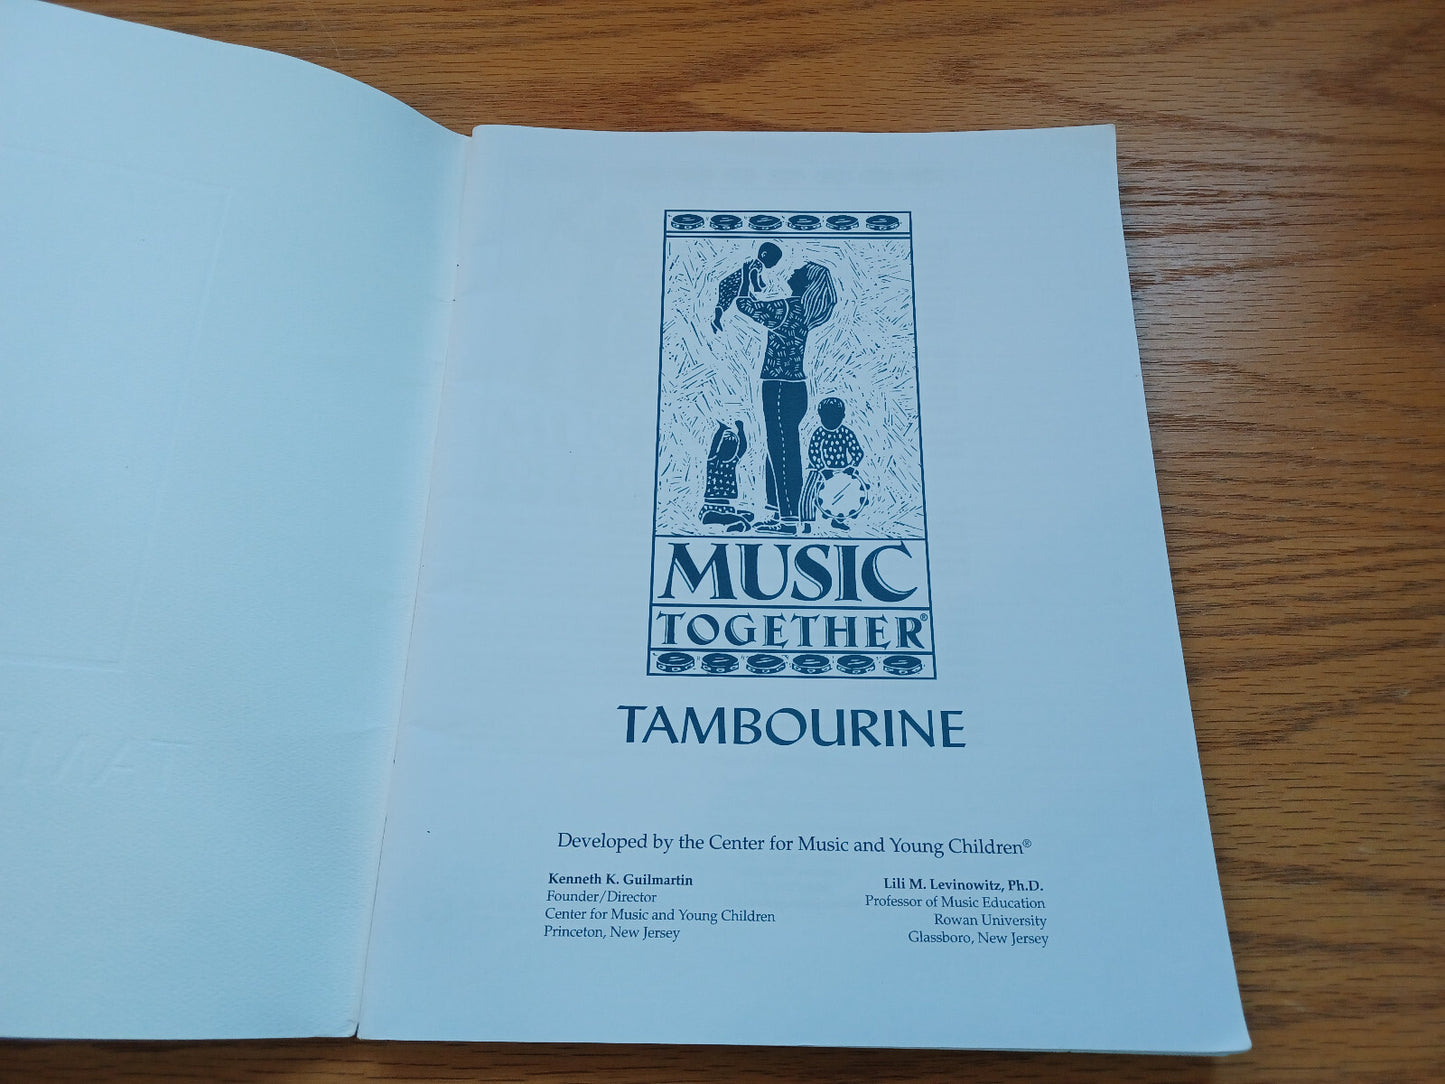 MUSIC
TOGETHER®
TAMBOURINE
Developed by the Center for Music and Young Children®
Kenneth K. Guilmartin
Founder/Director
Center for Music and Young Children
Princeton, New Jersey
Lili M. Levinowitz, Ph.D.
Professor of Music Education
Rowan University
Glassboro, New Jersey